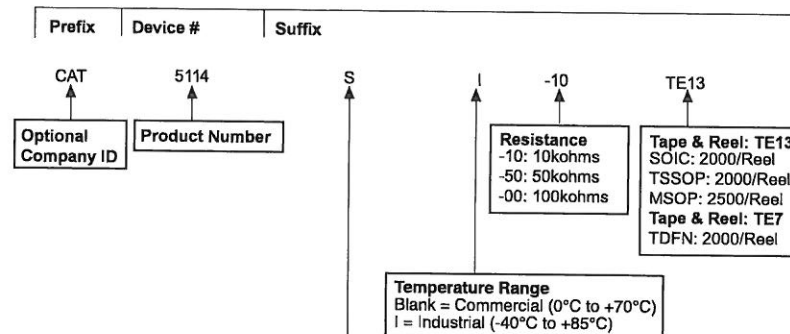 Prefix Device # Suffix
CAT 5114 S I -10 TE13
Optional
Company ID
Product Number
Resistance
-10: 10kohms
-50: 50kohms
-00: 100kohms
Tape & Reel: TE13
SOIC: 2000/Reel
TSSOP: 2000/Reel
MSOP: 2500/Reel
Tape & Reel: TE7
TDFN: 2000/Reel
Temperature Range
Blank = Commercial (0°C to +70°C)
I = Industrial (-40°C to +85°C)